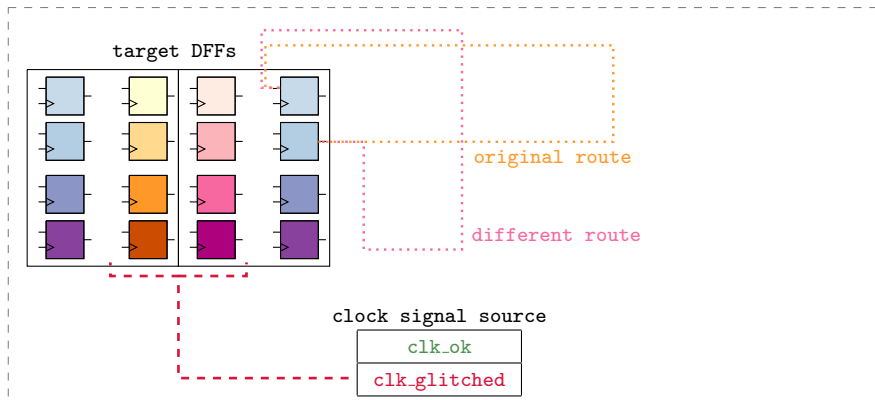 target DFFs
original route
different route
clock signal source
clk_ok
clk_glitched